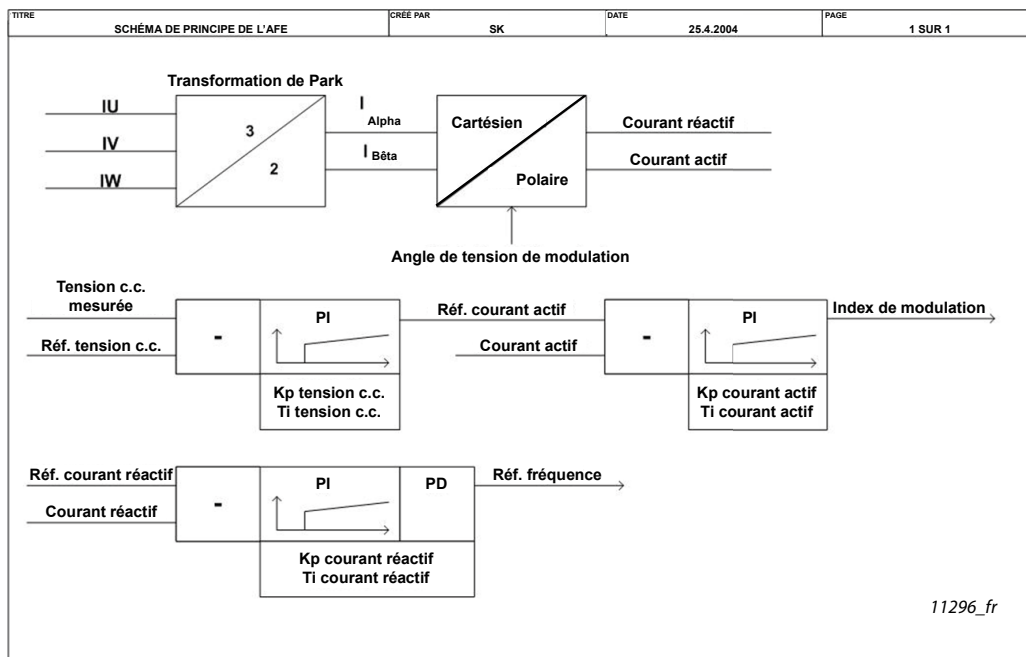 TITRE
SCHÉMA DE PRINCIPE DE L'AFE
CRÉÉ PAR
SK
DATE
25.4.2004
PAGE
1 SUR 1
Transformation de Park
IU
IV
IW
3
2
I Alpha
I Bêta
Cartésien
Polaire
Courant réactif
Courant actif
Angle de tension de modulation
Tension c.c.
mesurée
Réf. tension c.c.
-
PI
Kp tension c.c.
Ti tension c.c.
Réf. courant actif
Courant actif
-
PI
Kp courant actif
Ti courant actif
Index de modulation
Réf. courant réactif
Courant réactif
-
PI
PD
Kp courant réactif
Ti courant réactif
Réf. fréquence
11296_fr